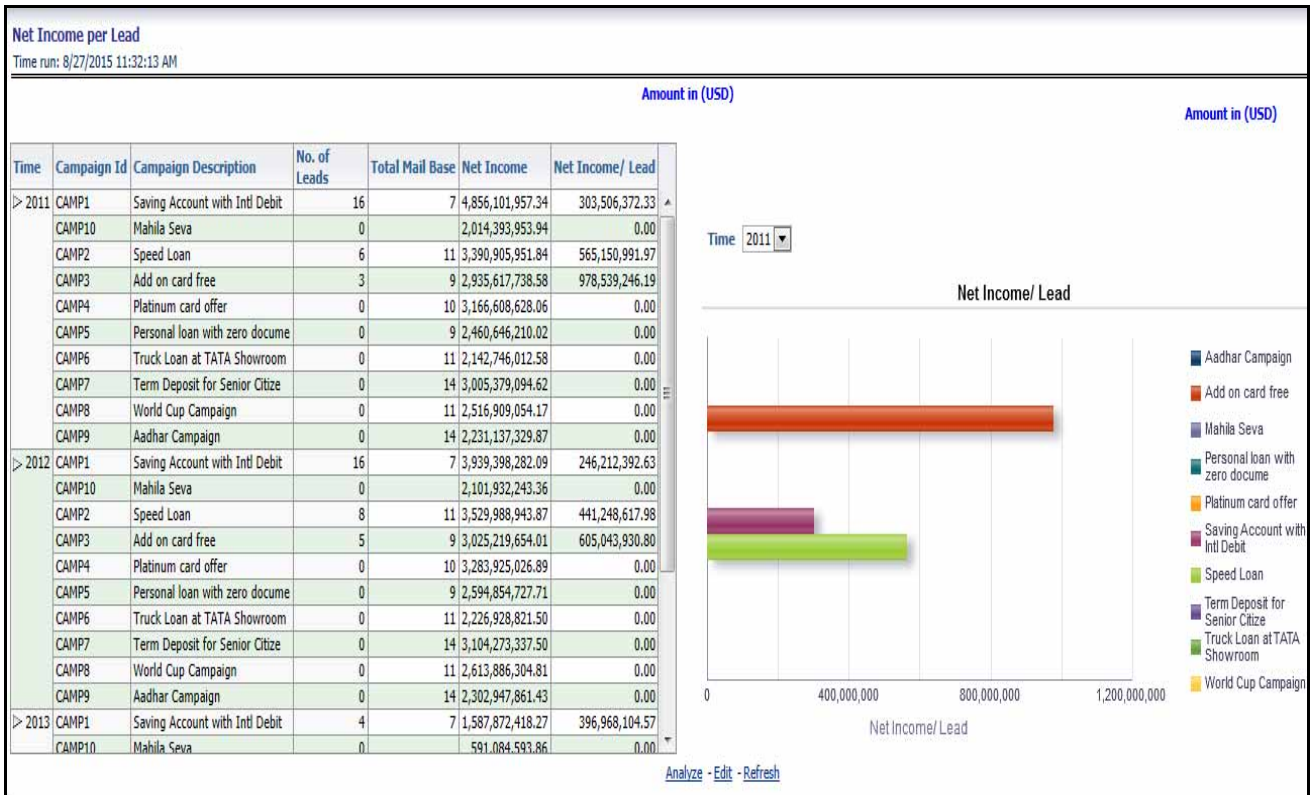 Net Income per Lead
Time run: 8/27/2015 11:32:13 AM
Amount in (USD)
Amount in (USD)
Time Campaign Id Campaign Description No. of Leads Total Mail Base Net Income Net Income/ Lead
2011 CAMP1 Saving Account with Intl Debit 16 7 4,856,101,957.34 303,506,372.33
CAMP10 Mahila Seva 0 2,014,393,953.94 0.00
CAMP2 Speed Loan 6 11 3,390,905,951.84 565,150,991.97
CAMP3 Add on card free 3 9 2,935,617,738.58 978,539,246.19
CAMP4 Platinum card offer 0 10 3,166,608,628.06 0.00
CAMP5 Personal loan with zero docume 0 9 2,460,646,210.02 0.00
CAMP6 Truck Loan at TATA Showroom 0 11 2,142,746,012.58 0.00
CAMP7 Term Deposit for Senior Citize 0 14 3,005,379,094.62 0.00
CAMP8 World Cup Campaign 0 11 2,516,909,054.17 0.00
CAMP9 Aadhar Campaign 0 14 2,231,137,329.87 0.00
2012 CAMP1 Saving Account with Intl Debit 16 7 3,939,398,282.09 246,212,392.63
CAMP10 Mahila Seva 0 2,101,932,243.36 0.00
CAMP2 Speed Loan 8 11 3,529,988,943.87 441,248,617.98
CAMP3 Add on card free 5 9 3,025,219,654.01 605,043,930.80
CAMP4 Platinum card offer 0 10 3,283,925,026.89 0.00
CAMP5 Personal loan with zero docume 0 9 2,594,854,727.71 0.00
CAMP6 Truck Loan at TATA Showroom 0 11 2,226,928,821.50 0.00
CAMP7 Term Deposit for Senior Citize 0 14 3,104,273,337.50 0.00
CAMP8 World Cup Campaign 0 11 2,613,886,304.81 0.00
CAMP9 Aadhar Campaign 0 14 2,302,947,861.43 0.00
2013 CAMP1 Saving Account with Intl Debit 4 7 1,587,872,418.27 396,968,104.57
CAMP10 Mahila Seva 0 591,084,593.86 0.00
Time 2011
Net Income/ Lead
Aadhar Campaign
Add on card free
Mahila Seva
Personal loan with
zero docume
Platinum card offer
Saving Account with
Intl Debit
Speed Loan
Term Deposit for
Senior Citize
Truck Loan at TATA
Showroom
World Cup Campaign
0 400,000,000 800,000,000 1,200,000,000
Net Income/ Lead
Analyze - Edit - Refresh